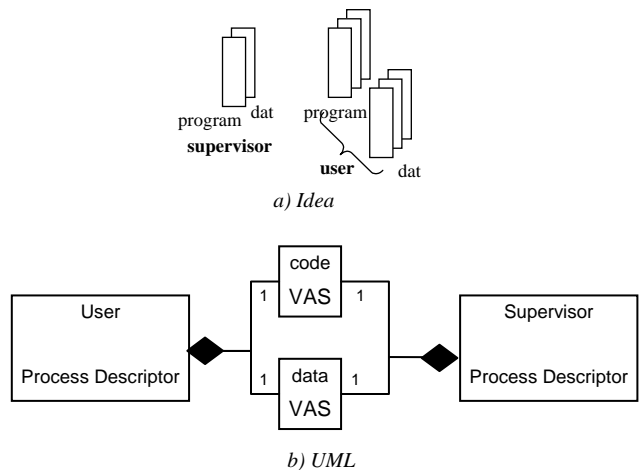 program dat
supervisor
program
user
dat
a) Idea
User
Process Descriptor
1
code
VAS
1
1
data
VAS
1
Supervisor
Process Descriptor
b) UML